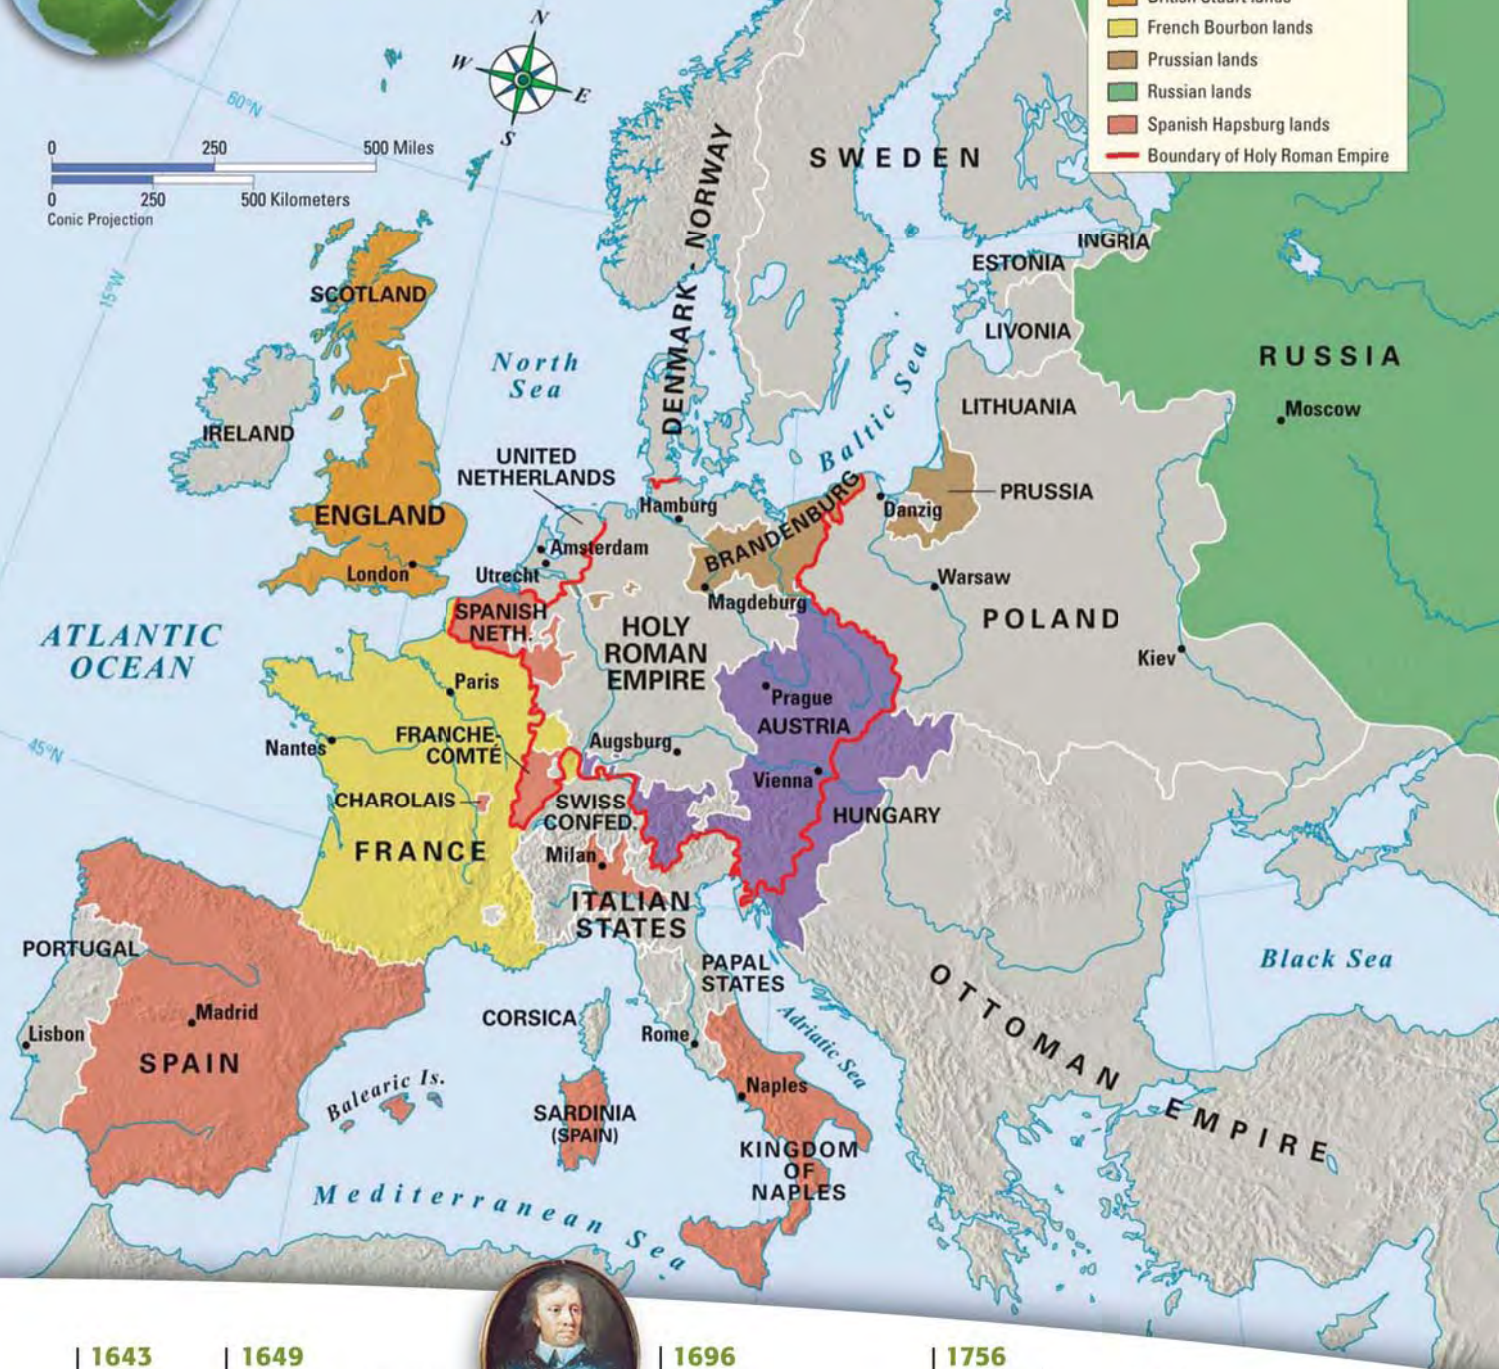 British Stuart lands
French Bourbon lands
Prussian lands
Russian lands
Spanish Hapsburg lands
Boundary of Holy Roman Empire
N
W
E
S
60°N
0 250 500 Miles
0 250 500 Kilometers
Conic Projection
15°W
SWEDEN
DENMARK - NORWAY
INGRIA
ESTONIA
LIVONIA
RUSSIA
Moscow
SCOTLAND
North
Sea
Baltic Sea
LITHUANIA
IRELAND
UNITED
NETHERLANDS
PRUSSIA
Hamburg
Danzig
BRANDENBURG
ENGLAND
Amsterdam
London
Utrecht
Magdeburg
Warsaw
SPANISH
NETH.
HOLY
ROMAN
EMPIRE
POLAND
Kiev
ATLANTIC
OCEAN
Paris
Prague
AUSTRIA
45°N
Nantes
FRANCHE-
COMTÉ
Augsburg
Vienna
CHAROLAIS
SWISS
CONFED.
HUNGARY
FRANCE
Milan
ITALIAN
STATES
PORTUGAL
Black Sea
PAPAL
STATES
OTTOMAN EMPIRE
Madrid
Lisbon
CORSICA
Rome
Adriatic Sea
SPAIN
Balearic Is.
SARDINIA
(SPAIN)
Naples
KINGDOM
OF
NAPLES
Mediterranean Sea
1643
1649
1696
1756